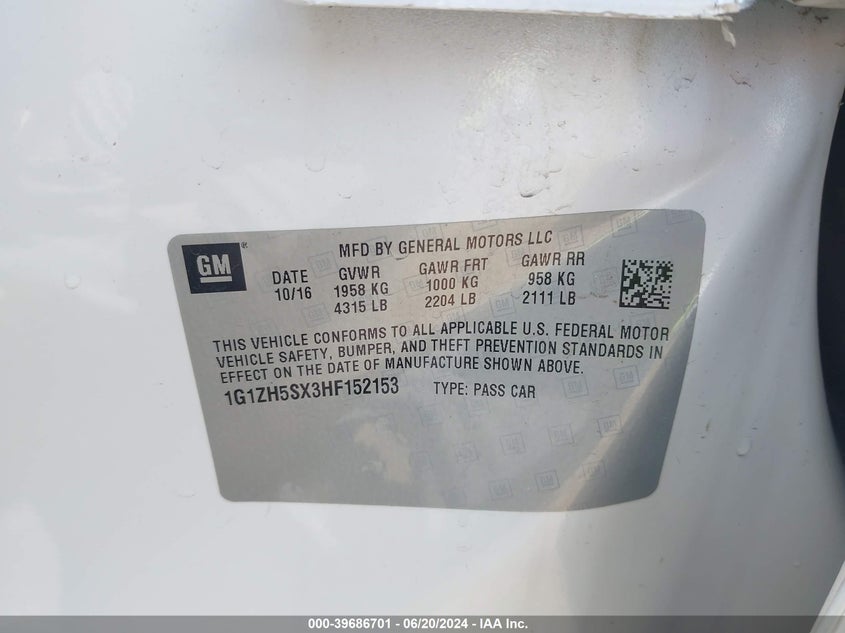 GM®
MFD BY GENERAL MOTORS LLC
DATE GVWR GAWR FRT GAWR RR
10/16 1958 KG 1000 KG 958 KG
4315 LB 2204 LB 2111 LB
THIS VEHICLE CONFORMS TO ALL APPLICABLE U.S. FEDERAL MOTOR
VEHICLE SAFETY, BUMPER, AND THEFT PREVENTION STANDARDS IN
EFFECT ON THE DATE OF MANUFACTURE SHOWN ABOVE.
1G1ZH5SX3HF152153 TYPE: PASS CAR
000-39686701 - 06/20/2024 - IAA Inc.